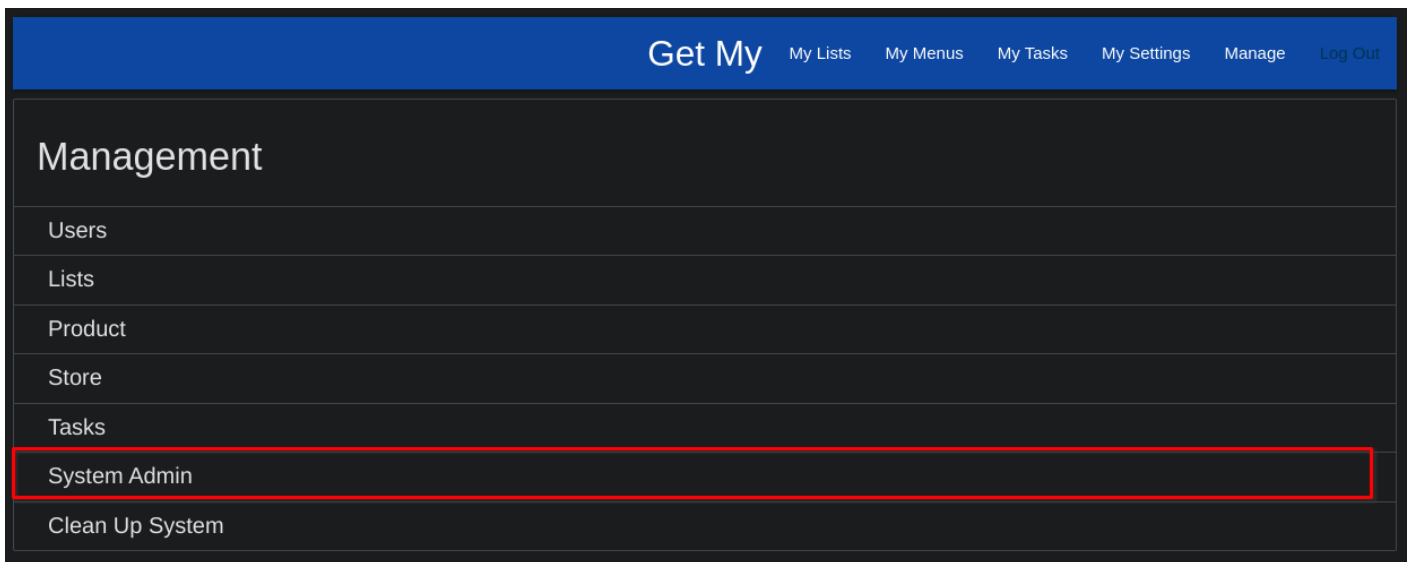 Get My My Lists My Menus My Tasks My Settings Manage Log Out
Management
Users
Lists
Product
Store
Tasks
System Admin
Clean Up System